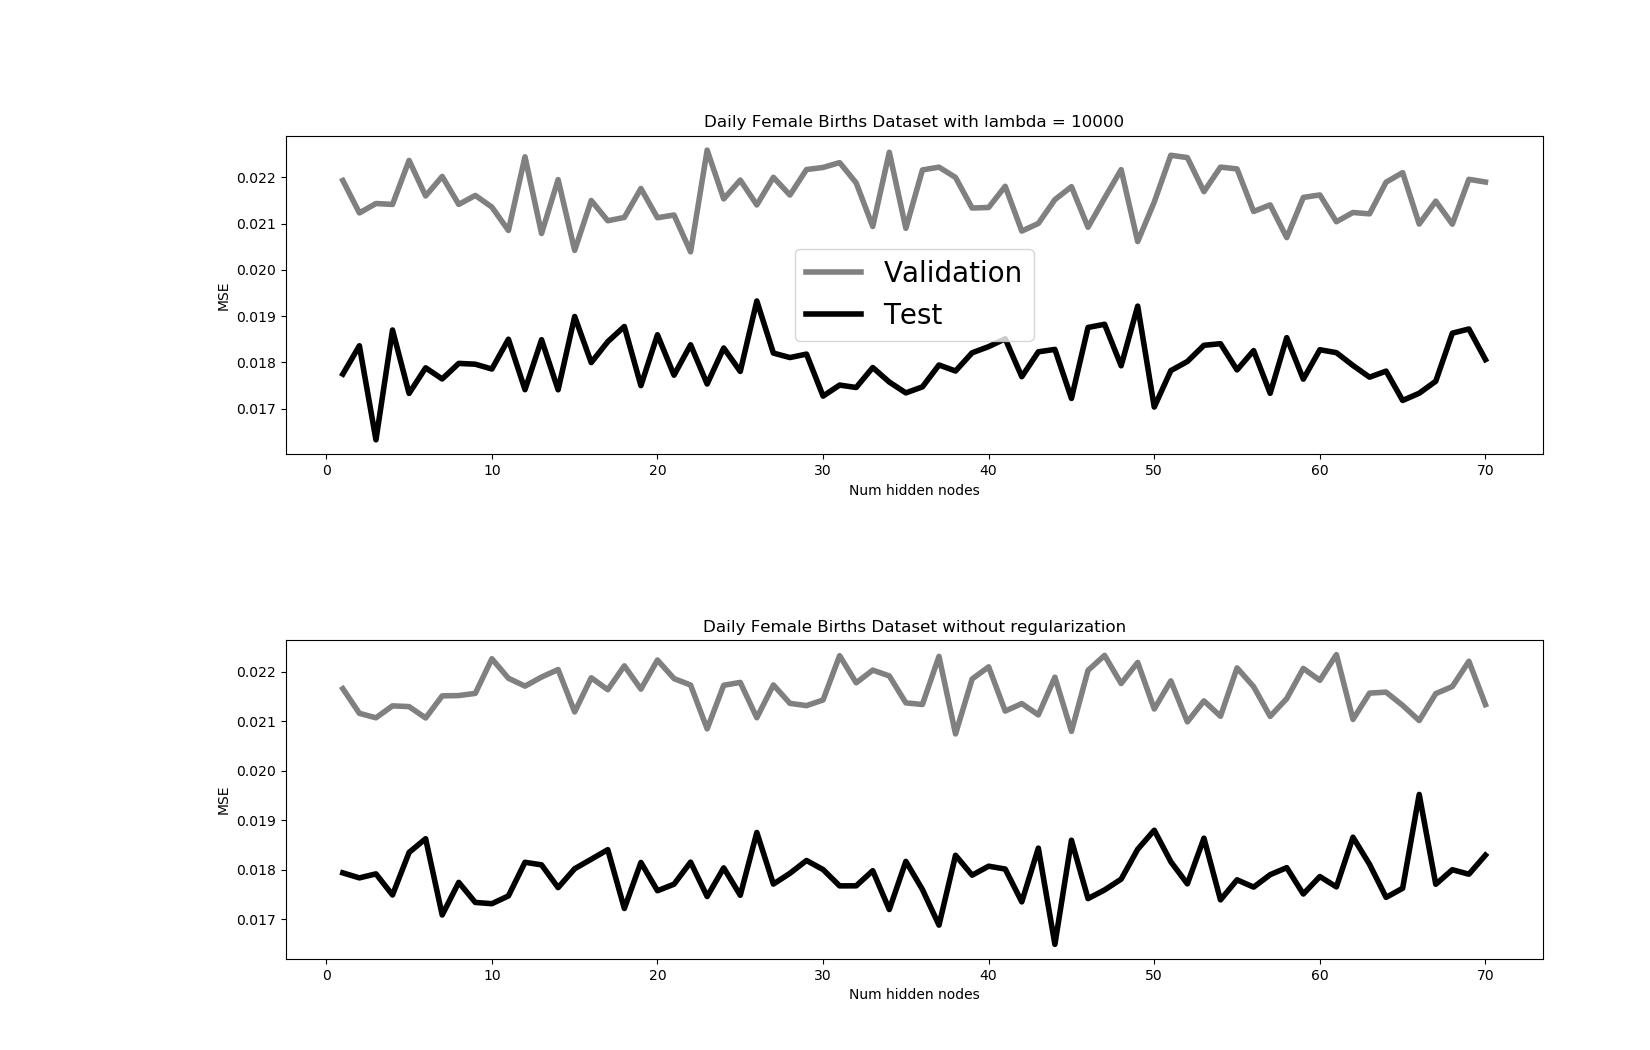 Daily Female Births Dataset with lambda = 10000
0.022
0.021
0.020
0.019
0.018
0.017
MSE
Validation
Test
0 10 20 30 40 50 60 70
Num hidden nodes
Daily Female Births Dataset without regularization
0.022
0.021
0.020
0.019
0.018
0.017
MSE
0 10 20 30 40 50 60 70
Num hidden nodes